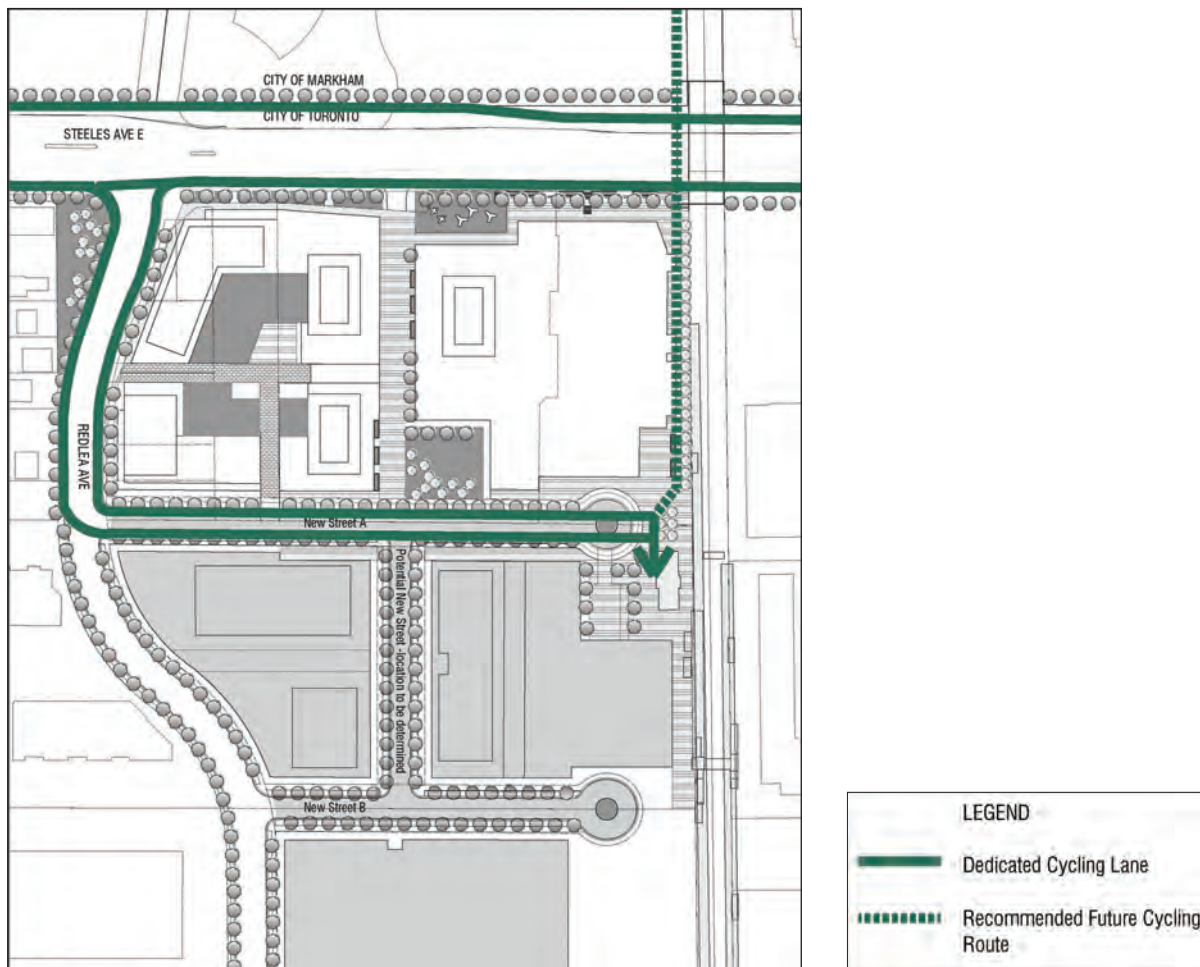 CITY OF MARKHAM
CITY OF TORONTO
STEELES AVE E
REDLEA AVE
New Street A
Potential New Street -location to be determined
New Street B
LEGEND
Dedicated Cycling Lane
Recommended Future Cycling
Route